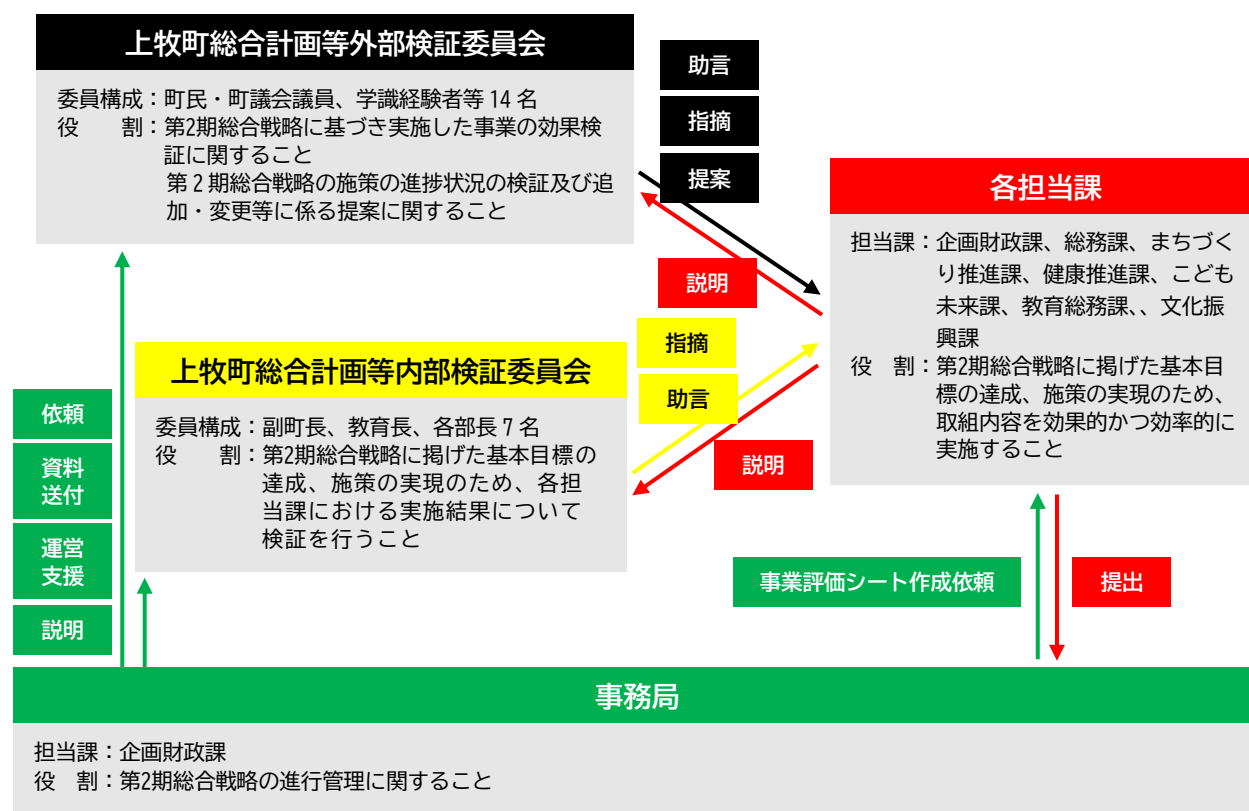 上牧町総合計画等外部検証委員会
委員構成：町民・町議会議員、学識経験者等 14 名
役　　割：第2期総合戦略に基づき実施した事業の効果検
証に関すること
第２期総合戦略の施策の進捗状況の検証及び追
加・変更等に係る提案に関すること
助言
指摘
提案
説明
各担当課
担当課：企画財政課、総務課、まちづく
り推進課、健康推進課、こども
未来課、教育総務課、、文化振
興課
役　割：第2期総合戦略に掲げた基本目
標の達成、施策の実現のため、
取組内容を効果的かつ効率的に
実施すること
上牧町総合計画等内部検証委員会
委員構成：副町長、教育長、各部長 7 名
役　　割：第2期総合戦略に掲げた基本目標の
達成、施策の実現のため、各担
当課における実施結果について
検証を行うこと
指摘
助言
説明
依頼
資料
送付
運営
支援
説明
事業評価シート作成依頼
提出
事務局
担当課：企画財政課
役　割：第2期総合戦略の進行管理に関すること